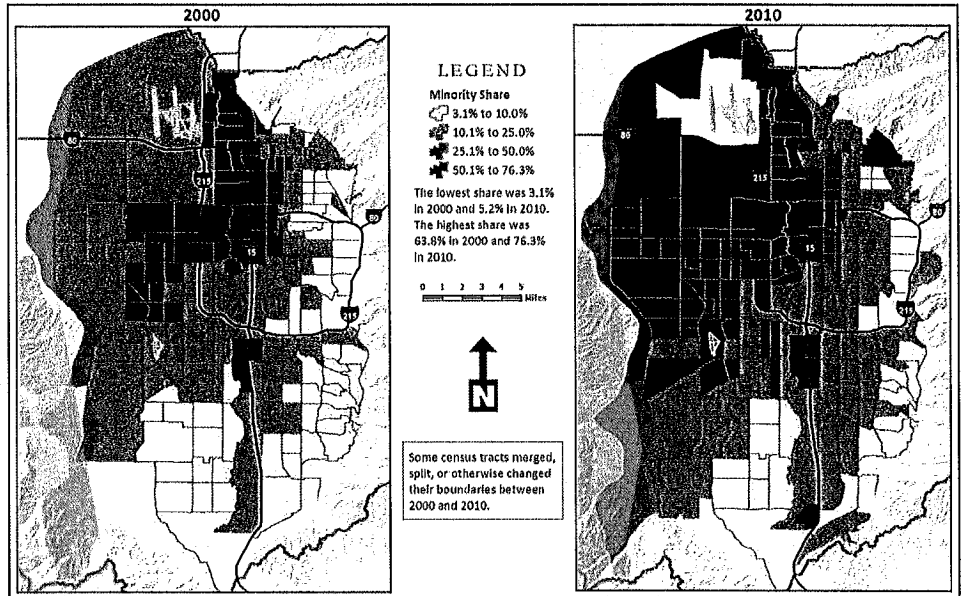 2000
2010
LEGEND
Minority Share
3.1% to 10.0%
10.1% to 25.0%
25.1% to 50.0%
50.1% to 76.3%
The lowest share was 3.1%
in 2000 and 5.2% in 2010.
The highest share was
63.8% in 2000 and 76.3%
in 2010.
0 1 2 3 4 5
Miles
N
Some census tracts merged,
split, or otherwise changed
their boundaries between
2000 and 2010.
80
215
15
80
215
80
215
15